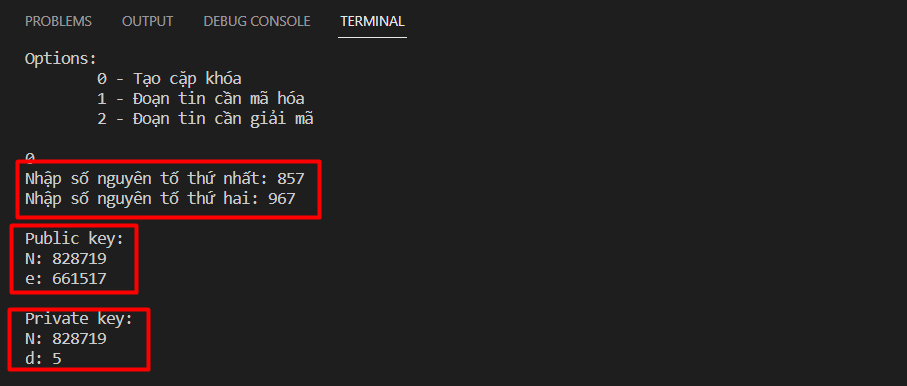 PROBLEMS OUTPUT DEBUG CONSOLE TERMINAL
Options:
0 - Tạo cặp khóa
1 - Đoạn tin cần mã hóa
2 - Đoạn tin cần giải mã
0
Nhập số nguyên tố thứ nhất: 857
Nhập số nguyên tố thứ hai: 967
Public key:
N: 828719
e: 661517
Private key:
N: 828719
d: 5